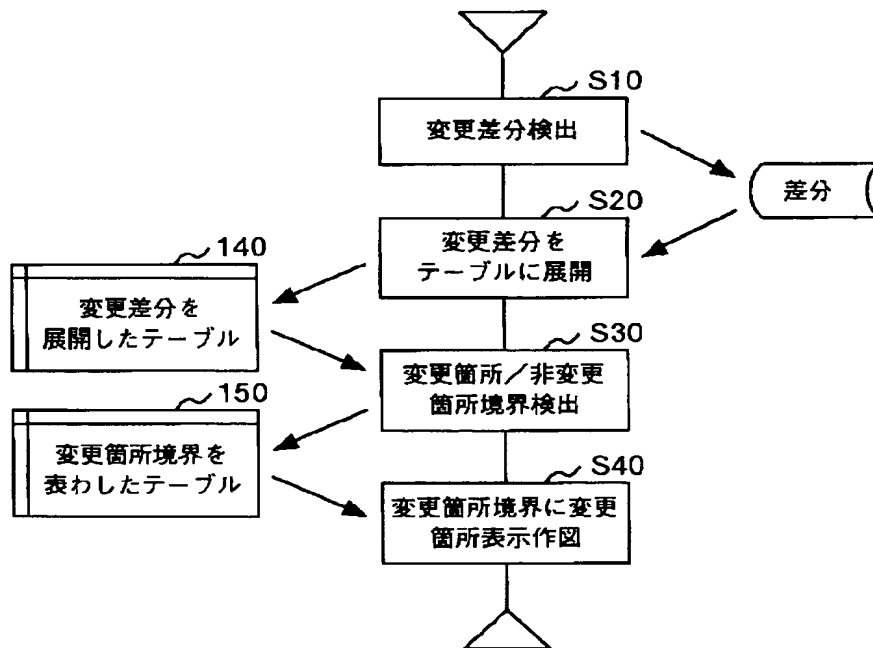 S10
変更差分検出
差分
S20
変更差分を
テーブルに展開
140
変更差分を
展開したテーブル
S30
変更箇所／非変更
箇所境界検出
150
変更箇所境界を
表わしたテーブル
S40
変更箇所境界に変更
箇所表示作図